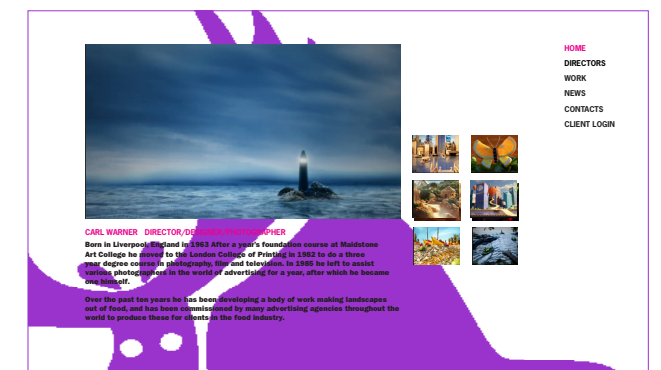 HOME
DIRECTORS
WORK
NEWS
CONTACTS
CLIENT LOGIN
CARL WARNER DIRECTOR/DESIGNER/PHOTOGRAPHER
Born in Liverpool, England in 1963 After a year's foundation course at Maidstone
Art College he moved to the London College of Printing in 1982 to do a three
year degree course in photography, film and television. In 1985 he left to assist
various photographers in the world of advertising for a year, after which he became
one himself.
Over the past ten years he has been developing a body of work making landscapes
out of food, and has been commissioned by many advertising agencies throughout the
world to produce these for clients in the food industry.